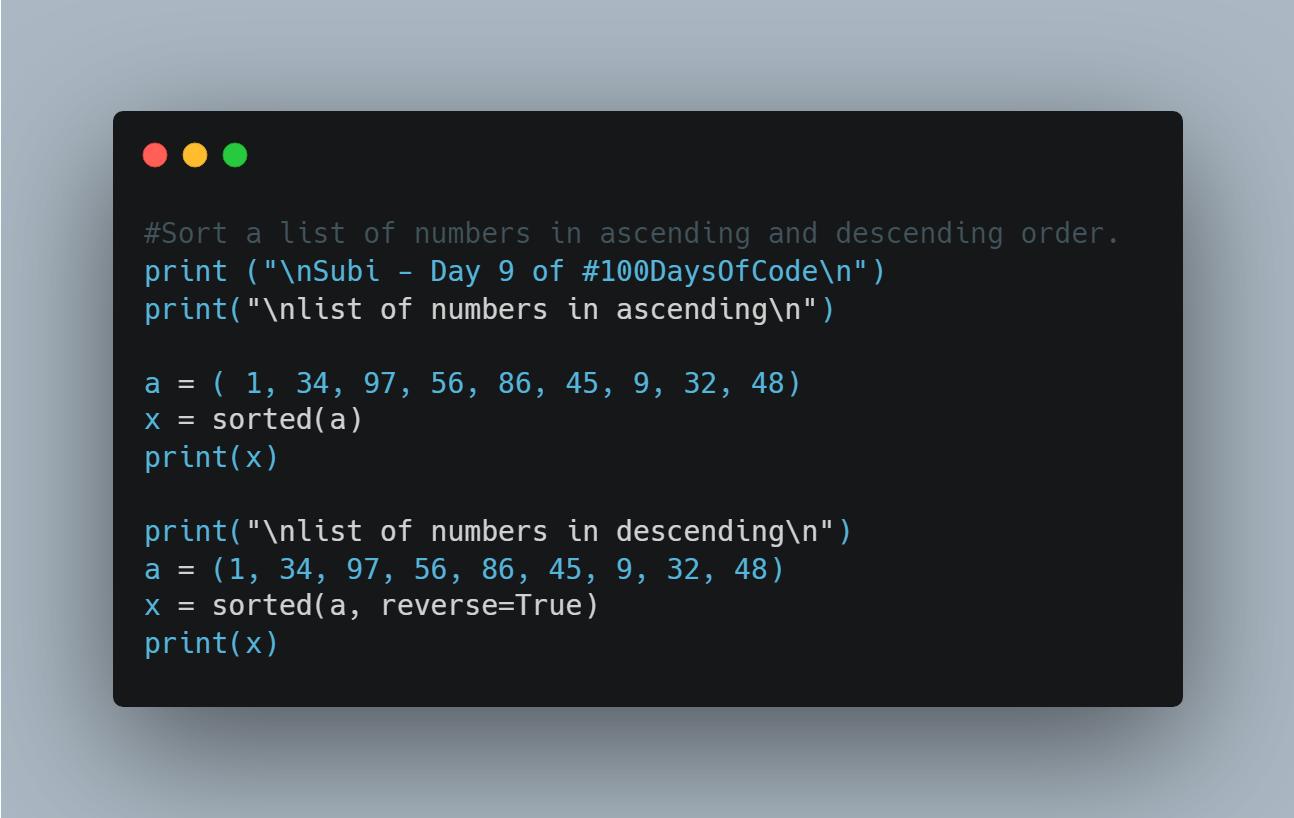 #Sort a list of numbers in ascending and descending order.
print ("\nSubi - Day 9 of #100DaysOfCode\n")
print("\nlist of numbers in ascending\n")
a = ( 1, 34, 97, 56, 86, 45, 9, 32, 48)
x = sorted(a)
print(x)
print("\nlist of numbers in descending\n")
a = (1, 34, 97, 56, 86, 45, 9, 32, 48)
x = sorted(a, reverse=True)
print(x)